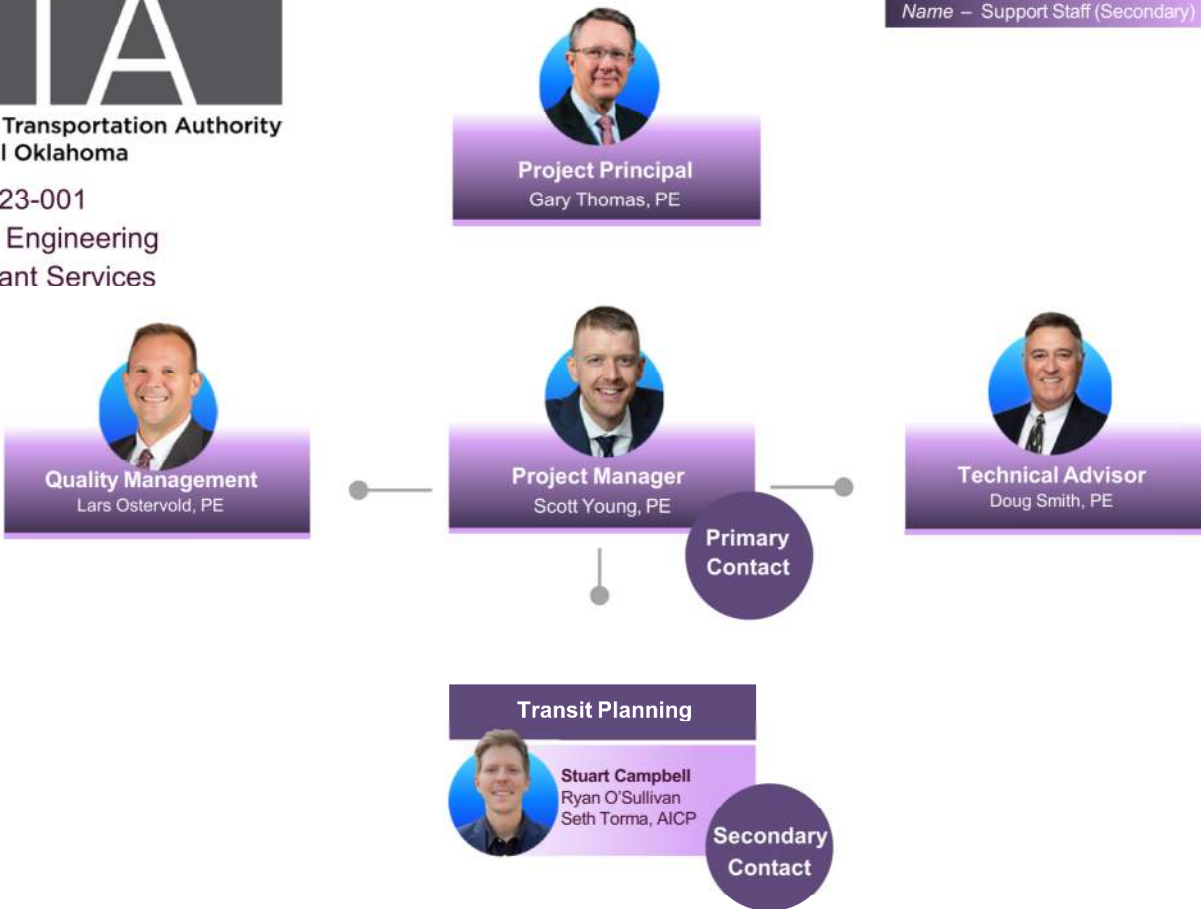 TA
Transportation Authority
l Oklahoma
23-001
Engineering
ant Services
Name – Support Staff (Secondary)
Project Principal
Gary Thomas, PE
Quality Management
Lars Ostervold, PE
Project Manager
Scott Young, PE
Primary
Contact
Technical Advisor
Doug Smith, PE
Transit Planning
Stuart Campbell
Ryan O'Sullivan
Seth Torma, AICP
Secondary
Contact